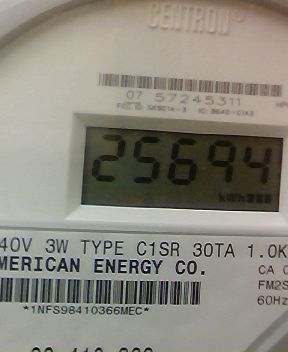 CENTRON
07 57245311
25694
kWh
40V 3W TYPE C1SR 30TA 1.0K
MERICAN ENERGY CO.
CA 0
FM2S
60Hz
*1NFS98410366MEC*